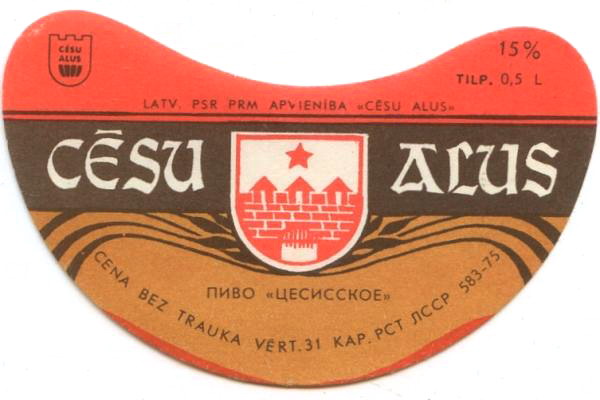 CĒSU
ALUS
15%
TILP. 0,5 L
LATV. PSR PRM APVIENĪBA «CĒSU ALUS»
CĒSU ALUS
ПИВО «ЦЕСИССКОЕ»
CENA BEZ TRAUKA VĒRT. 31 KAP. РСТ ЛССР 583-75